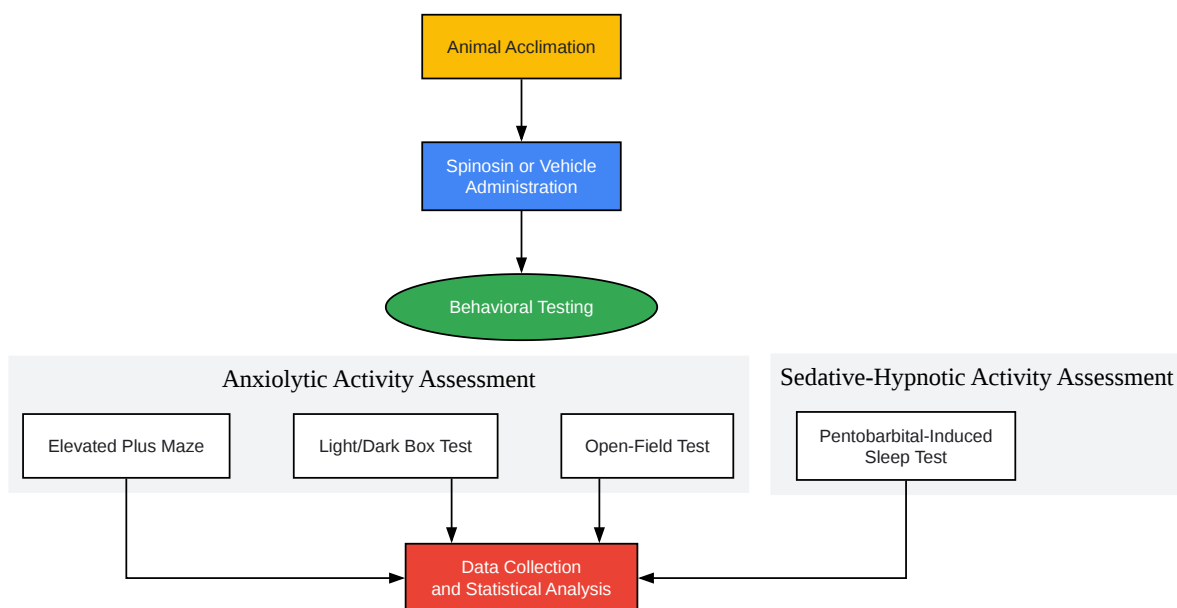 Animal Acclimation
Spinosin or Vehicle
Administration
Behavioral Testing
Anxiolytic Activity Assessment
Sedative-Hypnotic Activity Assessment
Elevated Plus Maze
Light/Dark Box Test
Open-Field Test
Pentobarbital-Induced
Sleep Test
Data Collection
and Statistical Analysis